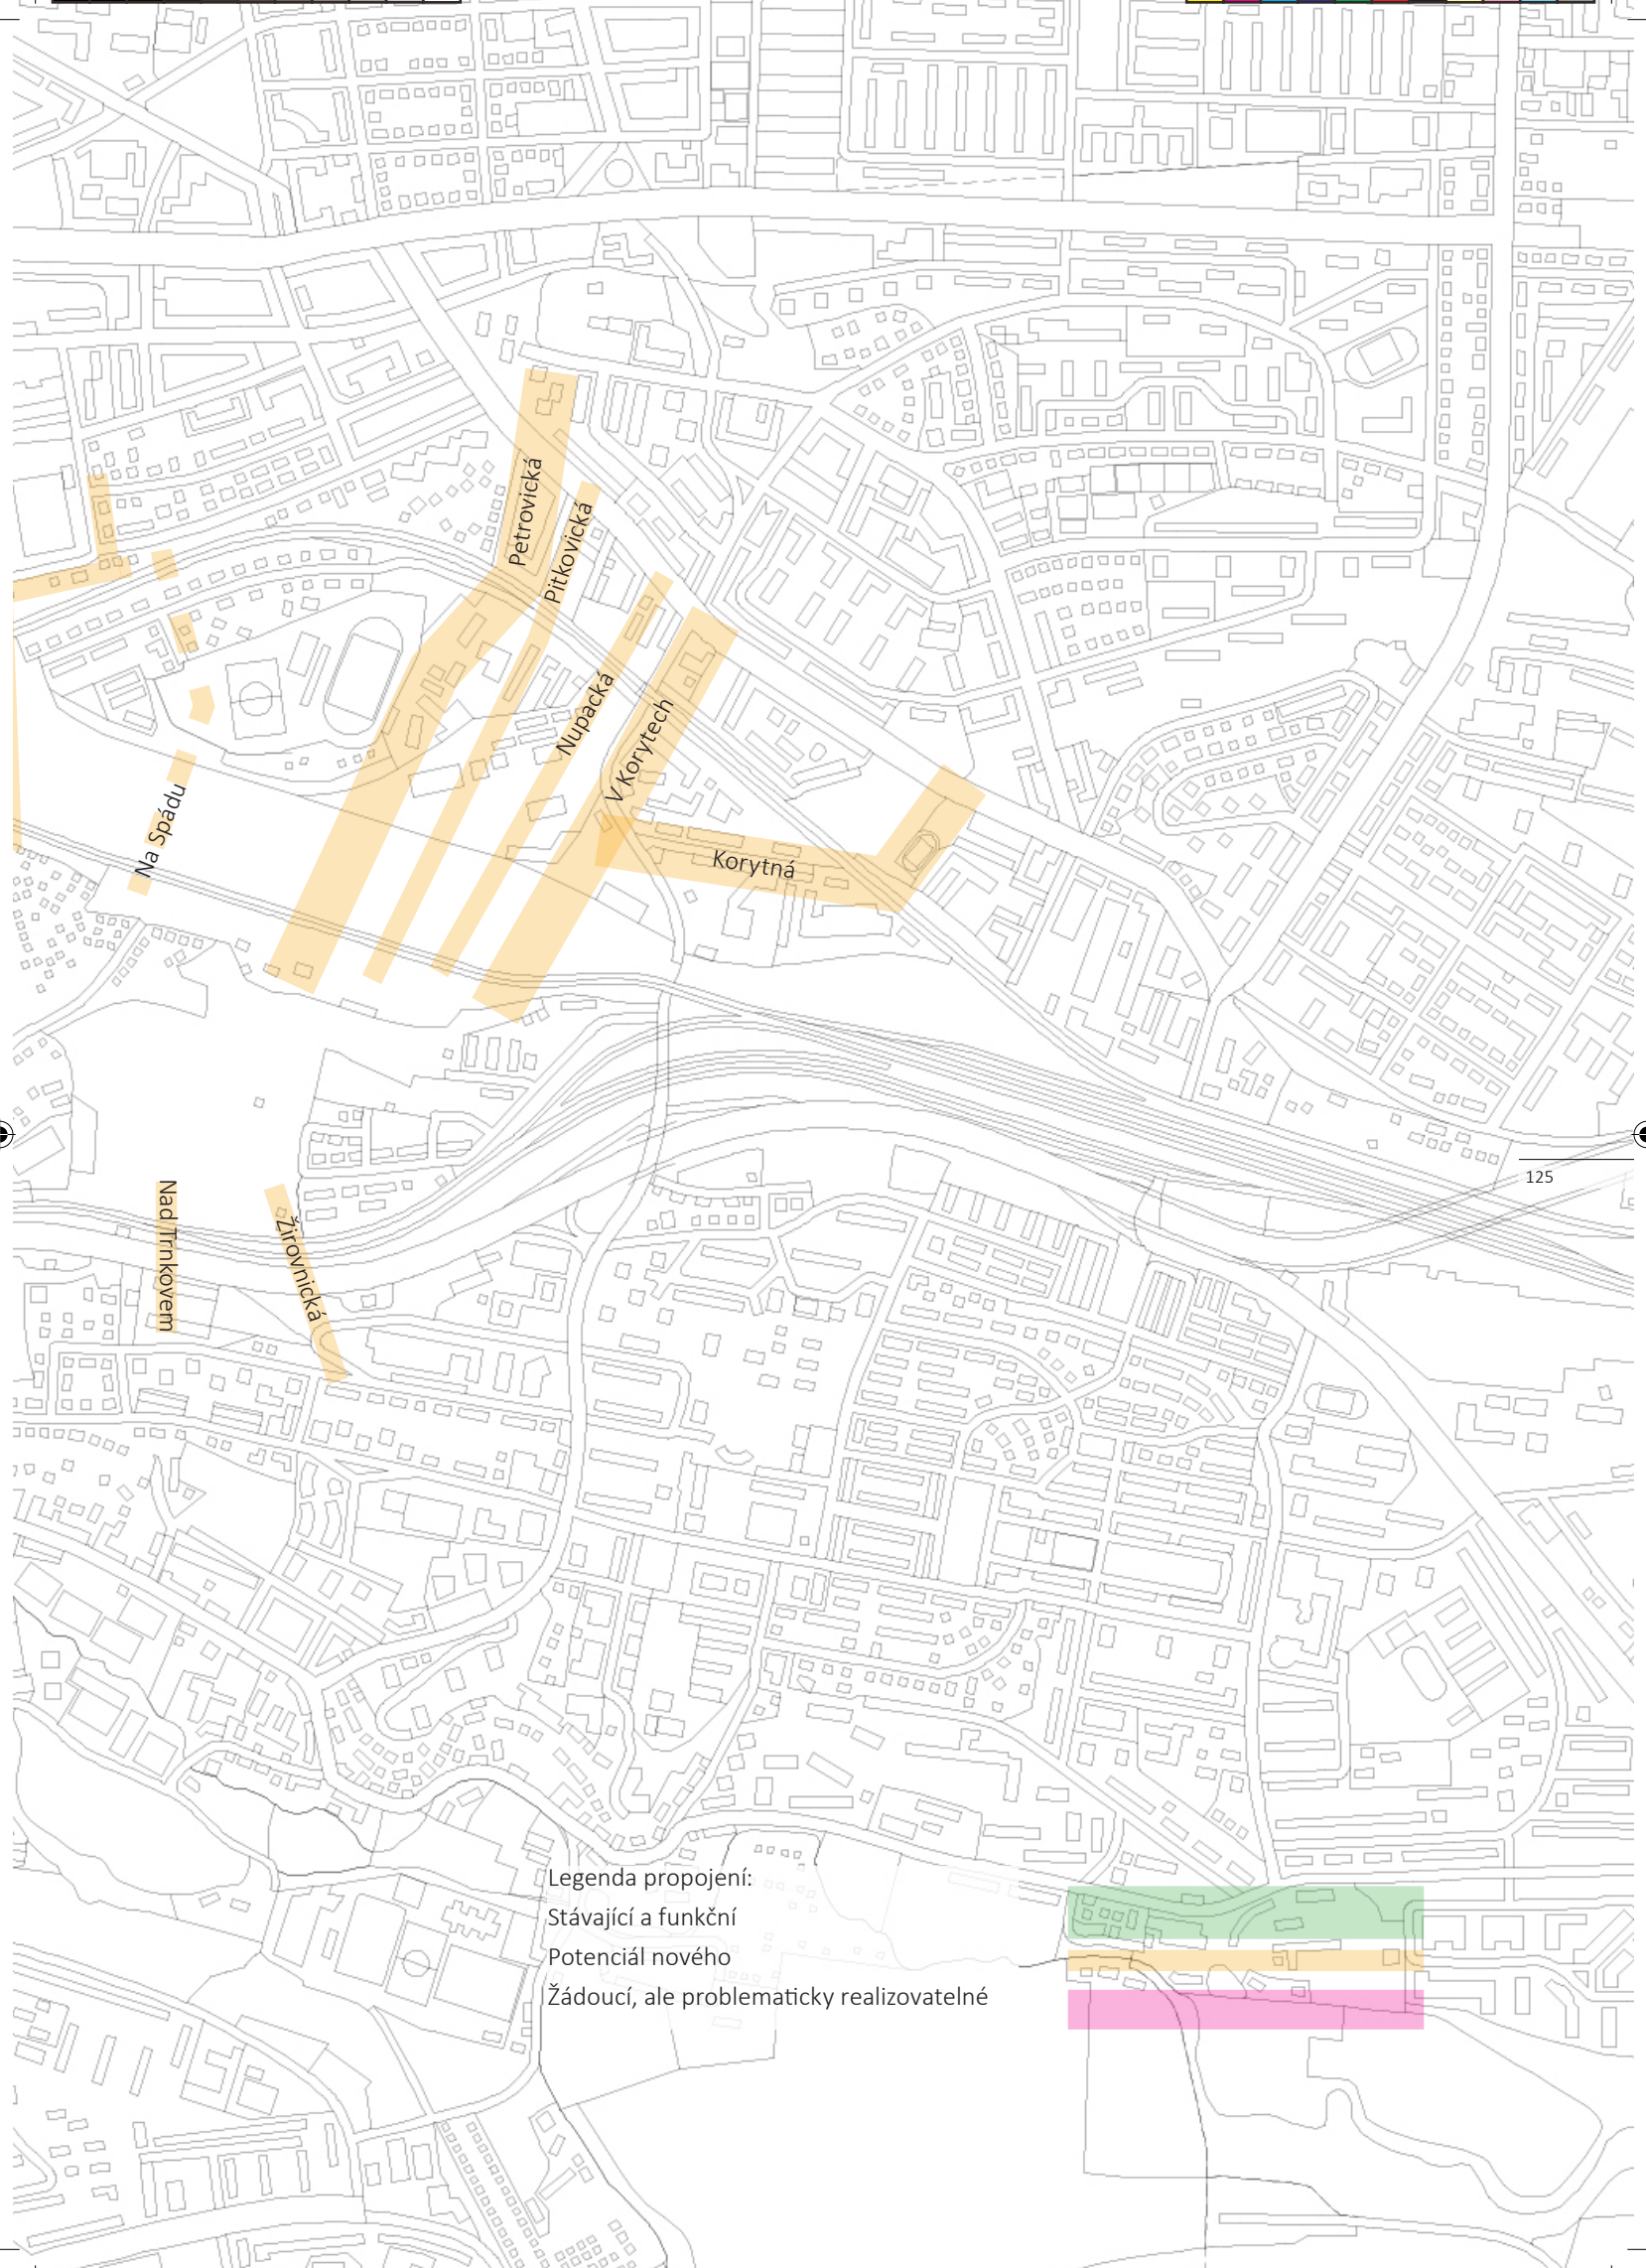 Petrovická
Pitkovická
Nupacká
V Korytech
Korytná
Na Spádu
125
Nad Trnkovem
Žirovnická
Legenda propojení:
Stávající a funkční
Potenciál nového
Žádoucí, ale problematicky realizovatelné